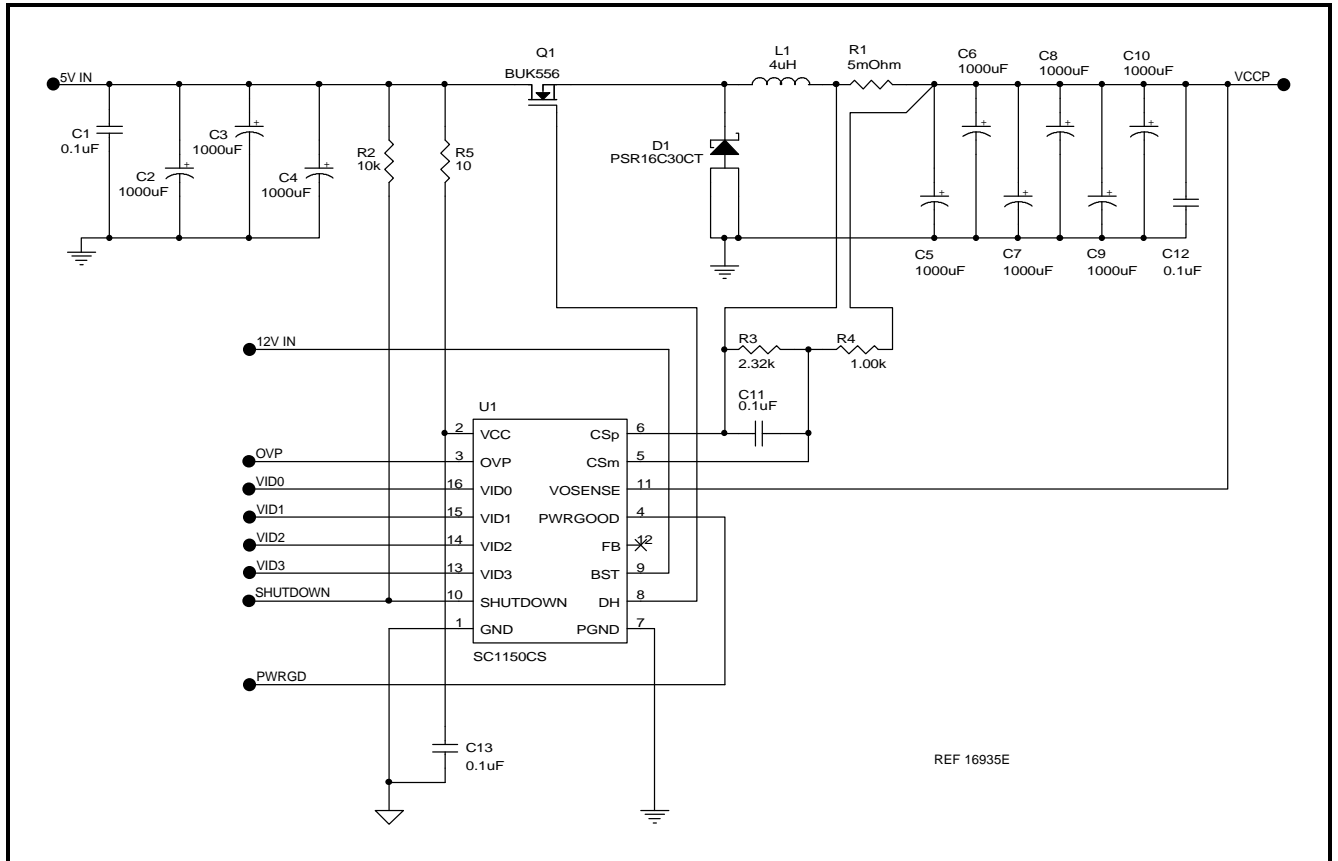 Q1
BUK556
L1
4uH
R1
5mOhm
C6
1000uF
C8
1000uF
C10
1000uF
5V IN
VCCP
C1
0.1uF
C3
1000uF
C2
1000uF
C4
1000uF
+
+
+
R2
10k
R5
10
D1
PSR16C30CT
+
+
+
+
+
+
C5
1000uF
C7
1000uF
C9
1000uF
C12
0.1uF
12V IN
R3
2.32k
R4
1.00k
C11
0.1uF
U1
2 VCC CSp 6
OVP 3 OVP CSm 5
VID0 16 VID0 VOSENSE 11
VID1 15 VID1 PWRGOOD 4
VID2 14 VID2 FB 12
VID3 13 VID3 BST 9
SHUTDOWN 10 SHUTDOWN DH 8
1 GND PGND 7
SC1150CS
PWRGD
C13
0.1uF
REF 16935E